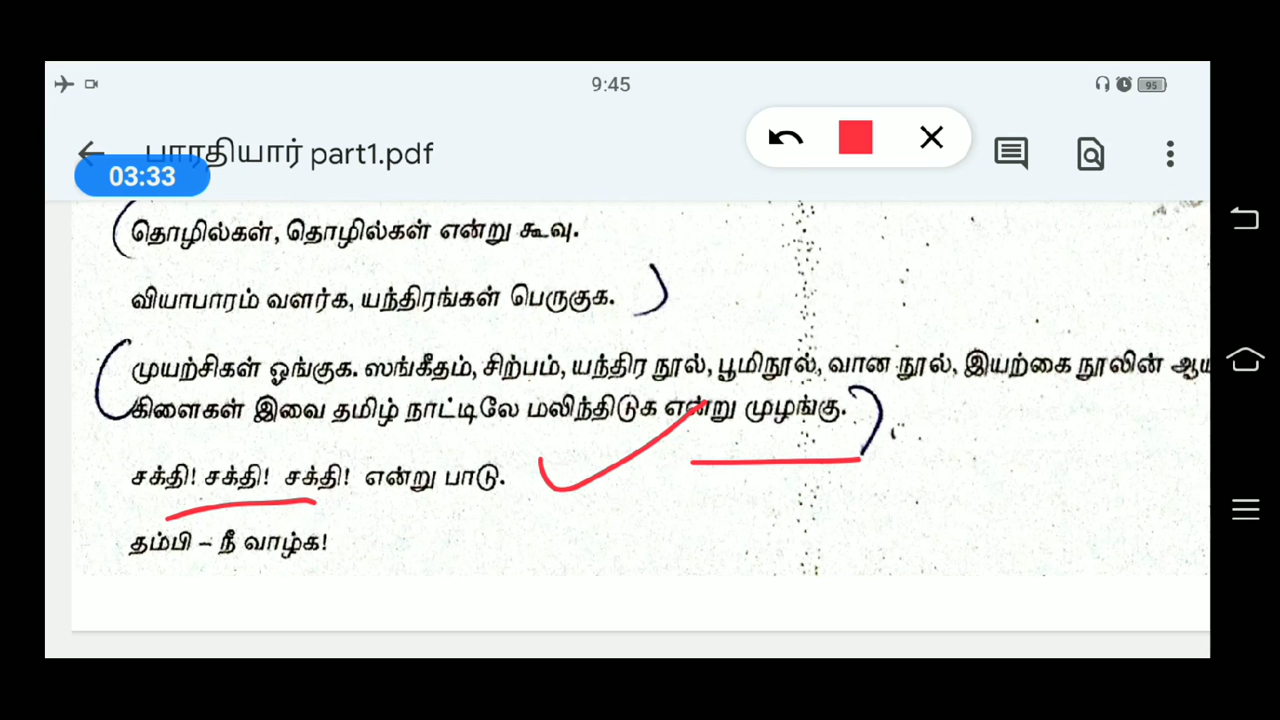 9:45
95
பாரதியார் part1.pdf
03:33
தொழில்கள், தொழில்கள் என்று கூவு.
வியாபாரம் வளர்க, யந்திரங்கள் பெருகுக.
முயற்சிகள் ஓங்குக. ஸங்கீதம், சிற்பம், யந்திர நூல், பூமிநூல், வான நூல், இயற்கை நூலின்
கிளைகள் இவை தமிழ் நாட்டிலே மலிந்திடுக என்று முழங்கு.
சக்தி! சக்தி! சக்தி! என்று பாடு.
தம்பி – நீ வாழ்க!